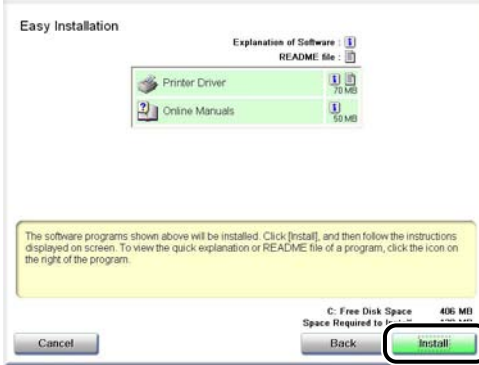 Easy Installation
Explanation of Software :
README file :
Printer Driver
70 MB
Online Manuals
50 MB
The software programs shown above will be installed. Click [Install], and then follow the instructions
displayed on screen. To view the quick explanation or README file of a program, click the icon on
the right of the program.
C: Free Disk Space 406 MB
Space Required to
Cancel
Back
Install